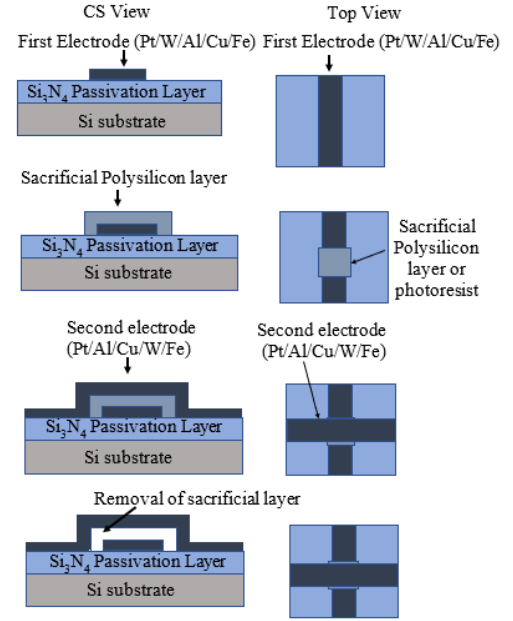 CS View
Top View
First Electrode (Pt/W/Al/Cu/Fe)
First Electrode (Pt/W/Al/Cu/Fe)
Si₃N₄ Passivation Layer
Si substrate
Sacrificial Polysilicon layer
Si₃N₄ Passivation Layer
Si substrate
Sacrificial
Polysilicon
layer or
photoresist
Second electrode
(Pt/Al/Cu/W/Fe)
Second electrode
(Pt/Al/Cu/W/Fe)
Si₃N₄ Passivation Layer
Si substrate
Removal of sacrificial layer
Si₃N₄ Passivation Layer
Si substrate